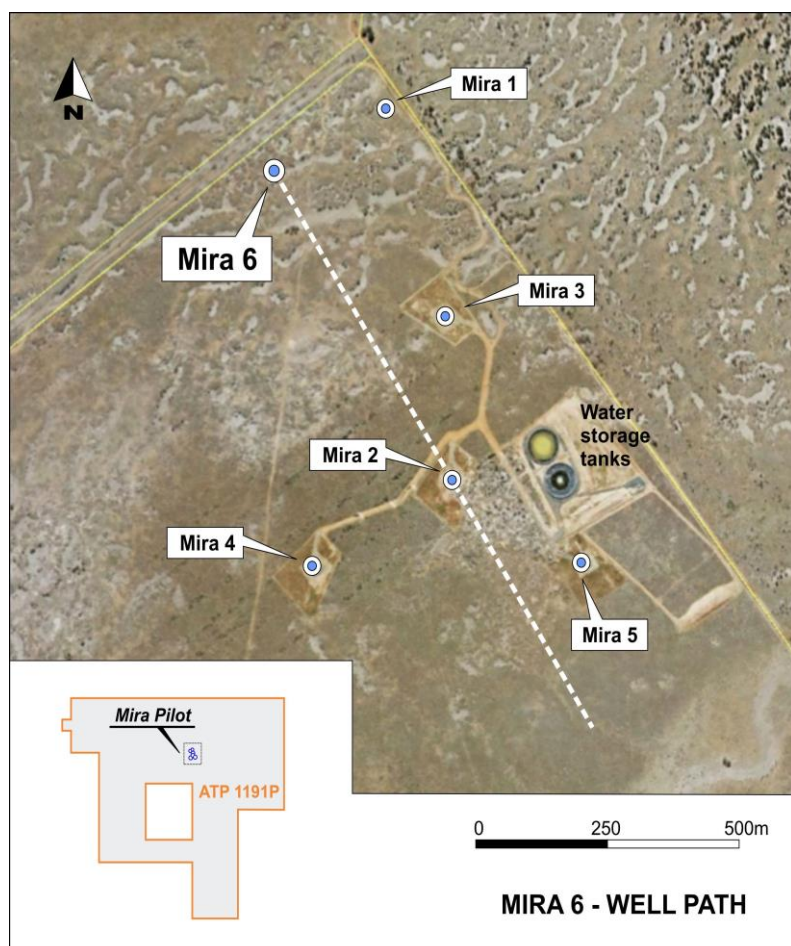 Mira 1
N
Mira 6
Mira 3
Water
storage
tanks
Mira 2
Mira 4
Mira 5
Mira Pilot
ATP 1191P
0 250 500m
MIRA 6 - WELL PATH